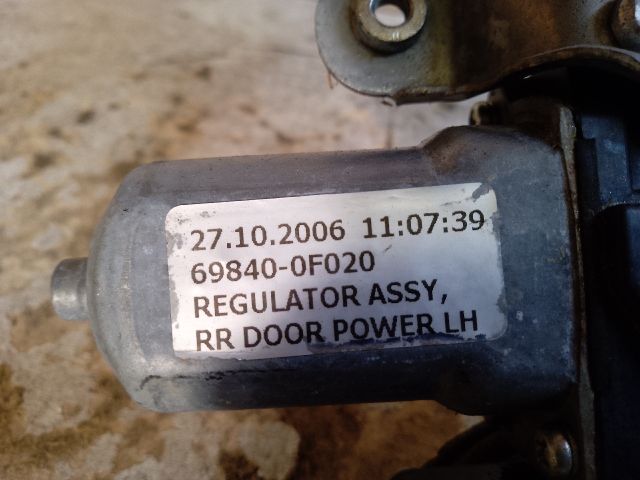 27.10.2006 11:07:39
69840-0F020
REGULATOR ASSY,
RR DOOR POWER LH